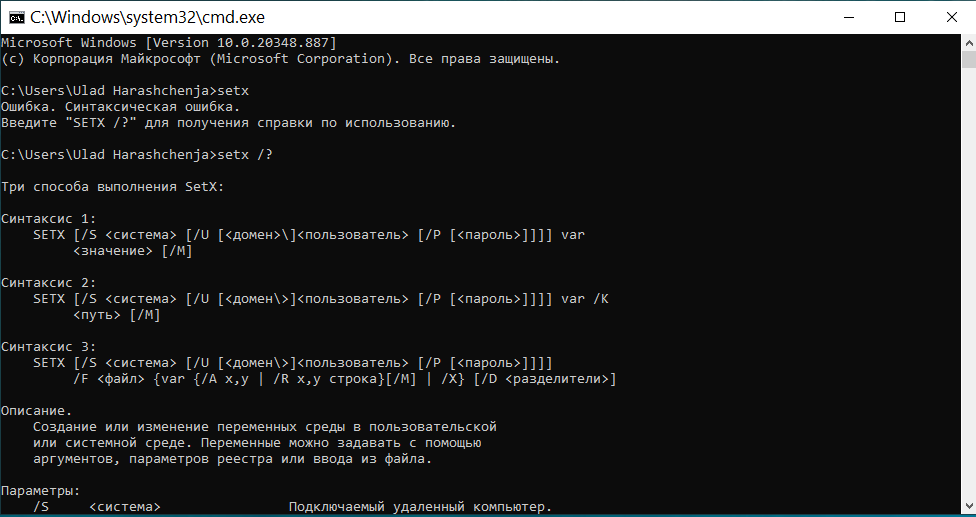 C:\Windows\system32\cmd.exe
Microsoft Windows [Version 10.0.20348.887]
(c) Корпорация Майкрософт (Microsoft Corporation). Все права защищены.
C:\Users\Ulad Harashchenja>setx
Ошибка. Синтаксическая ошибка.
Введите "SETX /?" для получения справки по использованию.
C:\Users\Ulad Harashchenja>setx /?
Три способа выполнения SetX:
Синтаксис 1:
SETX [/S <система> [/U [<домен>\]<пользователь> [/P [<пароль>]]]] var
<значение> [/M]
Синтаксис 2:
SETX [/S <система> [/U [<домен\>]<пользователь> [/P [<пароль>]]]] var /K
<путь> [/M]
Синтаксис 3:
SETX [/S <система> [/U [<домен\>]<пользователь> [/P [<пароль>]]]]
/F <файл> {var {/A x,y | /R x,y строка}[/M] | /X} [/D <разделители>]
Описание.
Создание или изменение переменных среды в пользовательской
или системной среде. Переменные можно задавать с помощью
аргументов, параметров реестра или ввода из файла.
Параметры:
/S <система> Подключаемый удаленный компьютер.